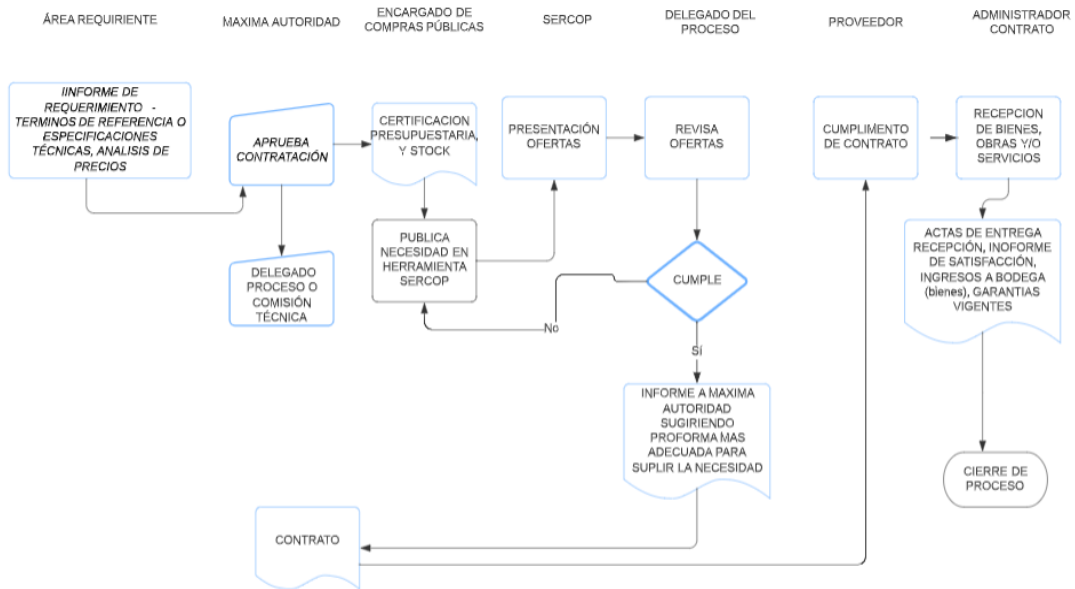 ÁREA REQUIRIENTE
MAXIMA AUTORIDAD
ENCARGADO DE
COMPRAS PÚBLICAS
SERCOP
DELEGADO DEL
PROCESO
PROVEEDOR
ADMINISTRADOR
CONTRATO
IINFORME DE
REQUERIMIENTO -
TERMINOS DE REFERENCIA O
ESPECIFICACIONES
TÉCNICAS, ANALISIS DE
PRECIOS
APRUEBA
CONTRATACIÓN
CERTIFICACION
PRESUPUESTARIA,
Y STOCK
PRESENTACIÓN
OFERTAS
REVISA
OFERTAS
CUMPLIMENTO
DE CONTRATO
RECEPCION
DE BIENES,
OBRAS Y/O
SERVICIOS
DELEGADO
PROCESO O
COMISIÓN
TÉCNICA
PUBLICA
NECESIDAD EN
HERRAMIENTA
SERCOP
CUMPLE
ACTAS DE ENTREGA
RECEPCIÓN, INOFORME
DE SATISFACCIÓN,
INGRESOS A BODEGA
(bienes), GARANTIAS
VIGENTES
No
Sí
INFORME A MAXIMA
AUTORIDAD
SUGIRIENDO
PROFORMA MAS
ADECUADA PARA
SUPLIR LA NECESIDAD
CIERRE DE
PROCESO
CONTRATO